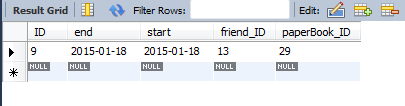 Result Grid Filter Rows: Edit:
ID end start friend_ID paperBook_ID
9 2015-01-18 2015-01-18 13 29
NULL NULL NULL NULL NULL